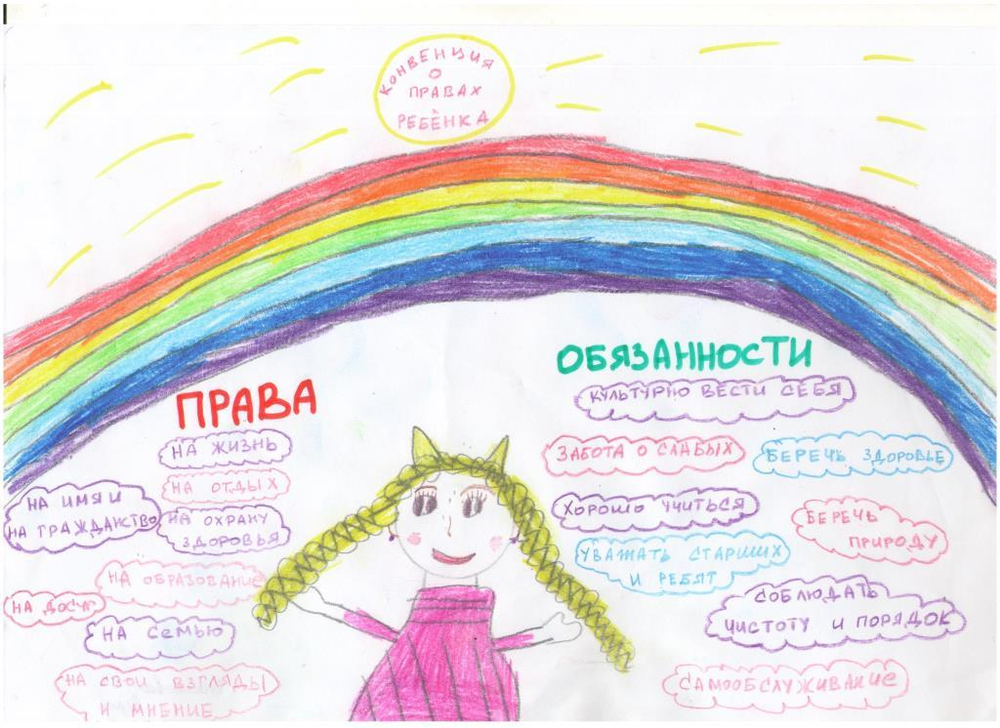 КОНВЕНЦИЯ
О
ПРАВАХ
РЕБЁНКА
ПРАВА
НА ЖИЗНЬ
НА ОТДЫХ
НА ИМЯ И
НА ГРАЖДАНСТВО
НА ОХРАНУ
ЗДОРОВЬЯ
НА ОБРАЗОВАНИЕ
НА ДОСУГ
НА СЕМЬЮ
НА СВОИ ВЗГЛЯДЫ
И МНЕНИЕ
ОБЯЗАННОСТИ
КУЛЬТУРНО ВЕСТИ СЕБЯ
ЗАБОТА О СЛАБЫХ
БЕРЕЧЬ ЗДОРОВЬЕ
ХОРОШО УЧИТЬСЯ
БЕРЕЧЬ
ПРИРОДУ
УВАЖАТЬ СТАРШИХ
И РЕБЯТ
СОБЛЮДАТЬ
ЧИСТОТУ И ПОРЯДОК
САМООБСЛУЖИВАНИЕ